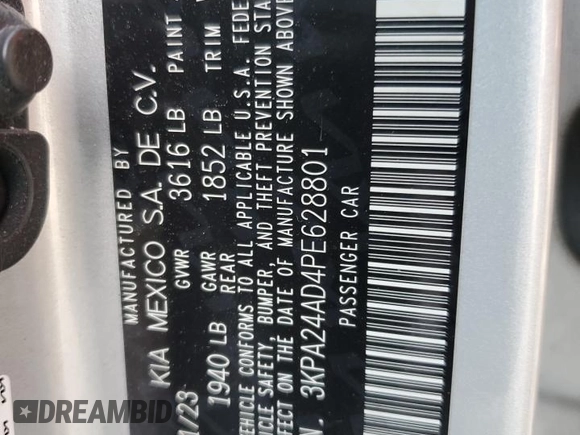 MANUFACTURED BY
KIA MEXICO S.A. DE C.V.
/23 GVWR 3616 LB PAINT
GAWR
1940 LB REAR 1852 LB TRIM
VEHICLE CONFORMS TO ALL APPLICABLE U.S.A. FEDE
VEHICLE SAFETY, BUMPER, AND THEFT PREVENTION STA
ON THE DATE OF MANUFACTURE SHOWN ABOVE
N. 3KPA24AD4PE628801
PASSENGER CAR
DREAMBID